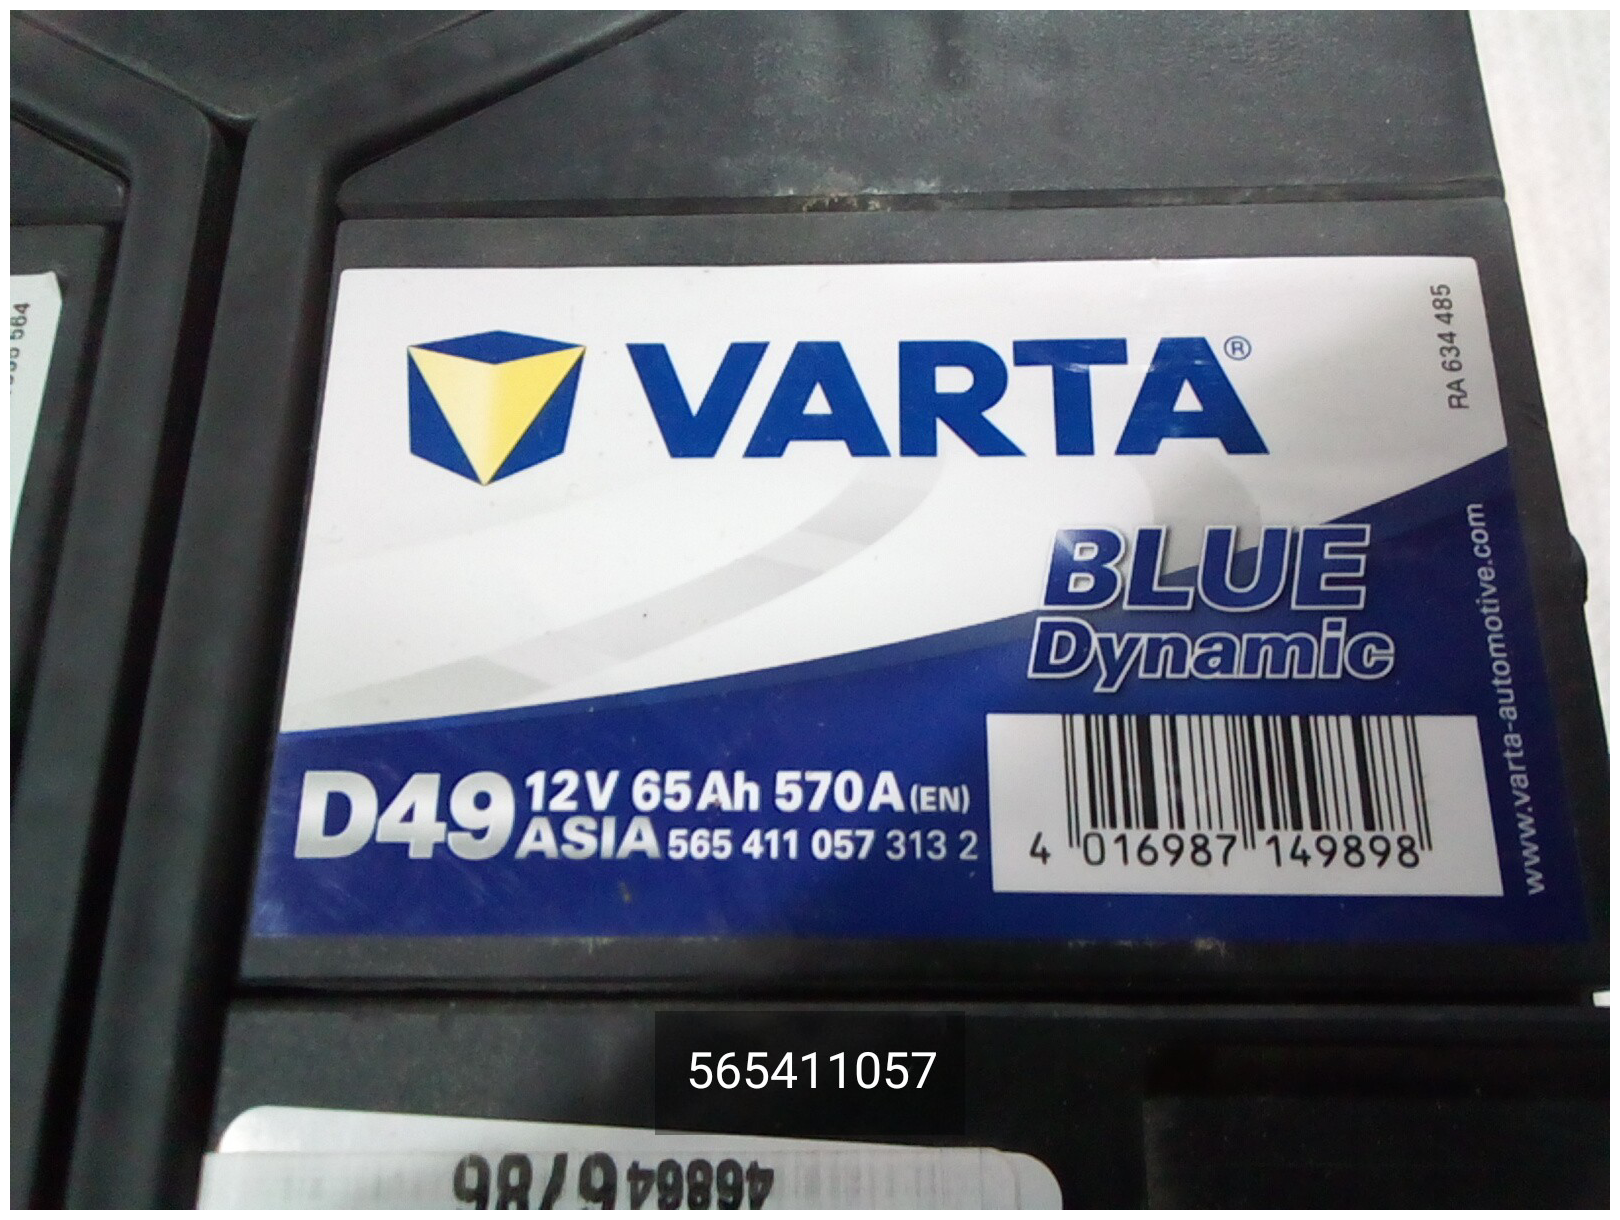 VARTA®
RA 634 485
BLUE
Dynamic
www.varta-automotive.com
D49 12V 65Ah 570A (EN)
ASIA 565 411 057 313 2
4 016987 149898
565411057